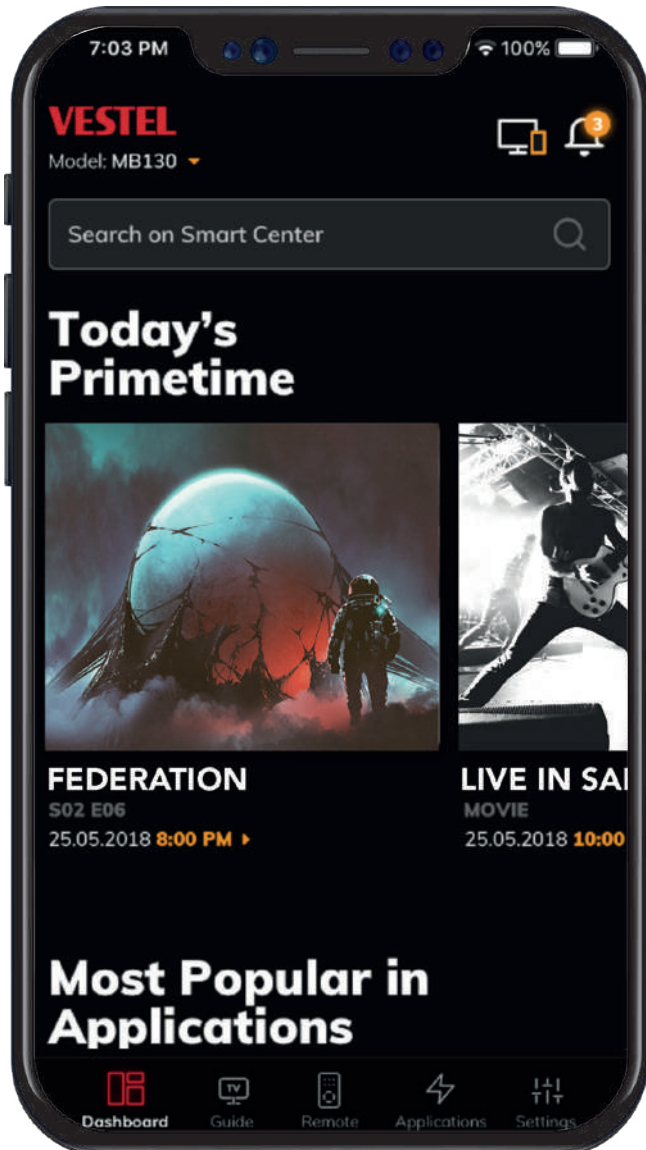 7:03 PM 100%
VESTEL
3
Model: MB130
Search on Smart Center
Today's
Primetime
FEDERATION
S02 E06
25.05.2018 8:00 PM
LIVE IN SAI
MOVIE
25.05.2018 10:00
Most Popular in
Applications
TV
Dashboard Guide Remote Applications Settings